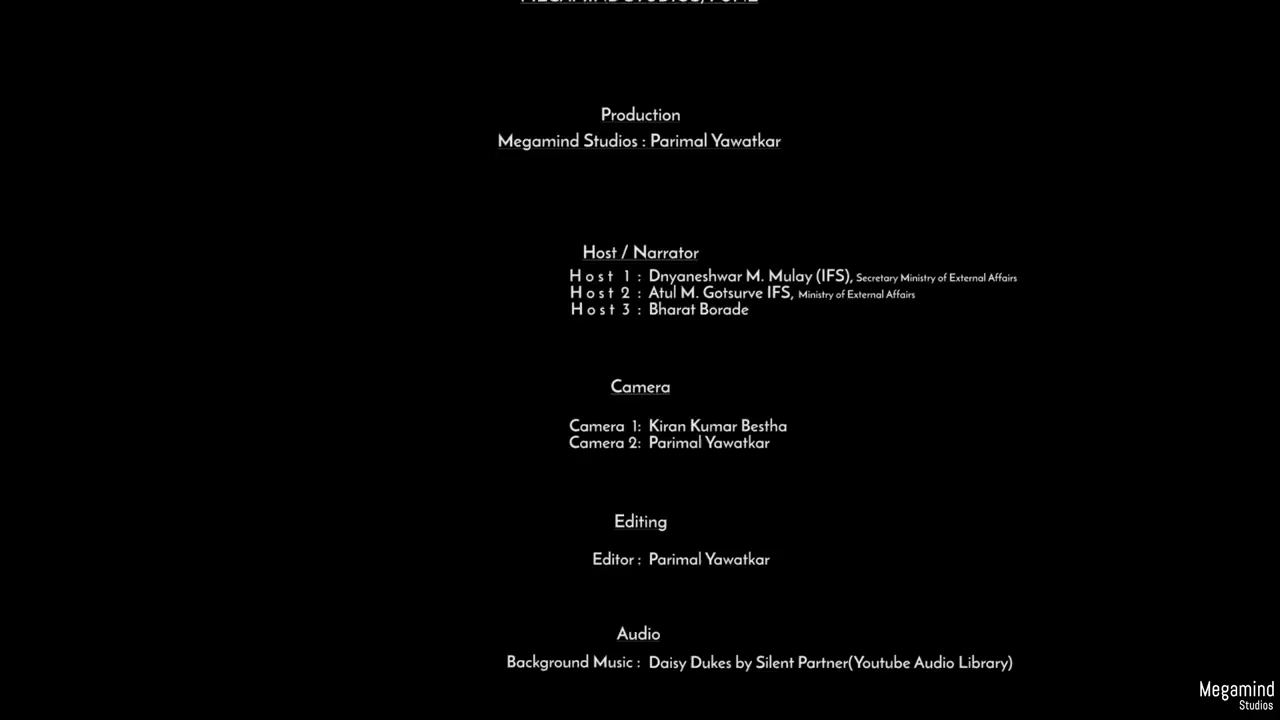 MEGAMIND STUDIOS, PUNE
Production
Megamind Studios : Parimal Yawatkar
Host / Narrator
Host 1 : Dnyaneshwar M. Mulay (IFS), Secretary Ministry of External Affairs
Host 2 : Atul M. Gotsurve IFS, Ministry of External Affairs
Host 3 : Bharat Borade
Camera
Camera 1: Kiran Kumar Bestha
Camera 2: Parimal Yawatkar
Editing
Editor : Parimal Yawatkar
Audio
Background Music : Daisy Dukes by Silent Partner(Youtube Audio Library)
Megamind
Studios